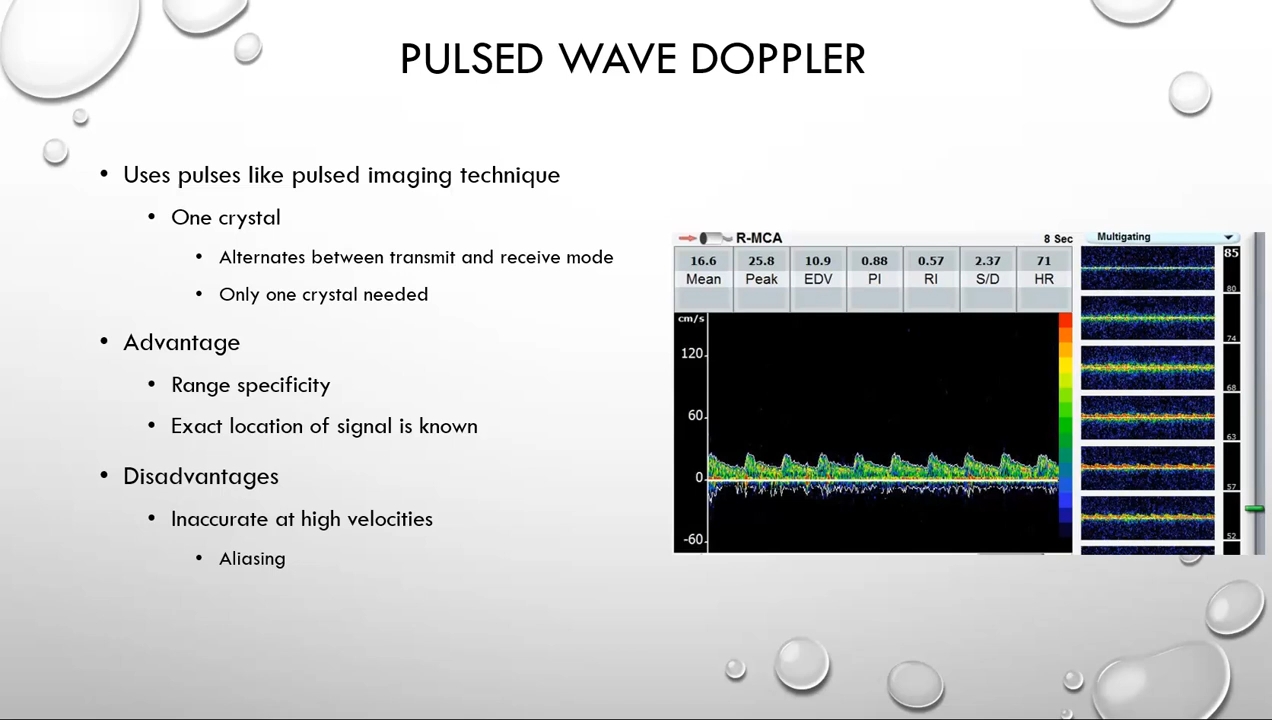 PULSED WAVE DOPPLER
• Uses pulses like pulsed imaging technique
• One crystal
• Alternates between transmit and receive mode
• Only one crystal needed
• Advantage
• Range specificity
• Exact location of signal is known
• Disadvantages
• Inaccurate at high velocities
• Aliasing
R-MCA 8 Sec
16.6 25.8 10.9 0.88 0.57 2.37 71
Mean Peak EDV PI RI S/D HR
cm/s
120
60
0
-60
Multigating
85
80
74
68
63
57
52